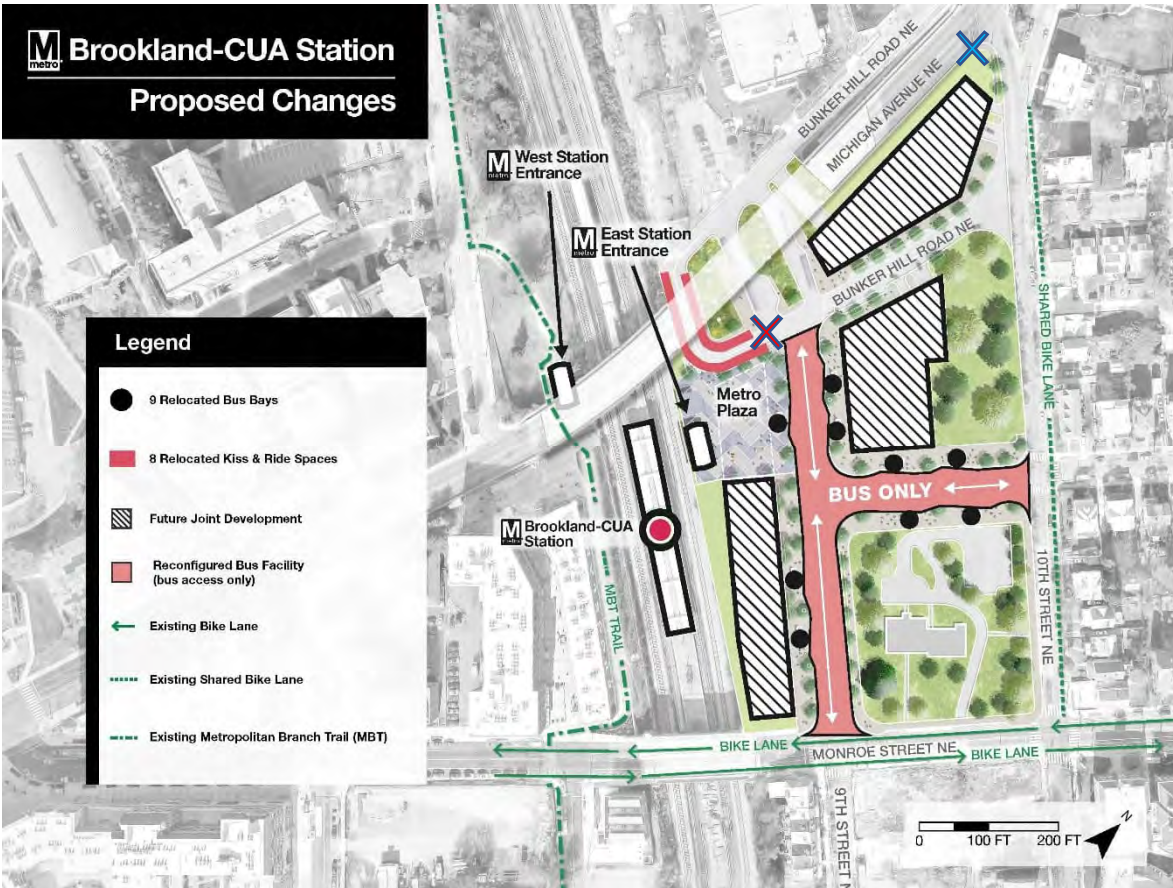 M
metro
Brookland-CUA Station
Proposed Changes
BUNKER HILL ROAD NE
MICHIGAN AVENUE NE
M
metro
West Station
Entrance
M
metro
East Station
Entrance
BUNKER HILL ROAD NE
SHARED BIKE LANE
Legend
9 Relocated Bus Bays
8 Relocated Kiss & Ride Spaces
Future Joint Development
Reconfigured Bus Facility
(bus access only)
Existing Bike Lane
Existing Shared Bike Lane
Existing Metropolitan Branch Trail (MBT)
Metro
Plaza
BUS ONLY
M
metro
Brookland-CUA
Station
MBT TRAIL
10TH STREET NE
BIKE LANE
MONROE STREET NE
BIKE LANE
9TH STREET N
0
100 FT
200 FT
N